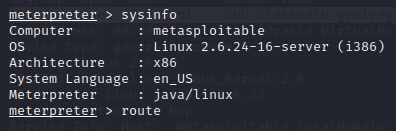 meterpreter > sysinfo
Computer        : metasploitable
OS              : Linux 2.6.24-16-server (i386)
Architecture    : x86
System Language : en_US
Meterpreter     : java/linux
meterpreter > route